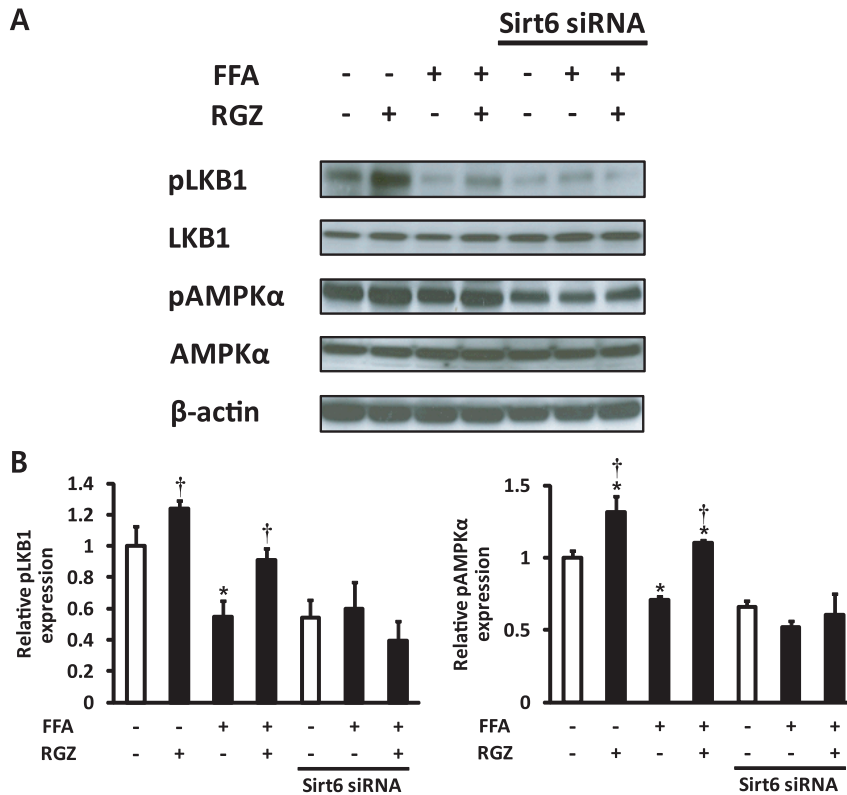 A
Sirt6 siRNA
FFA - - + + - + +
RGZ - + - + - - +
pLKB1
LKB1
pAMPKα
AMPKα
β-actin
B
Relative pLKB1
expression
1.4
1.2
1
0.8
0.6
0.4
0.2
0
†
*
†
FFA - - + + - + +
RGZ - + - + - - +
Sirt6 siRNA
Relative pAMPKα
expression
1.5
1
0.5
0
†
*
*
†
*
FFA - - + + - + +
RGZ - + - + - - +
Sirt6 siRNA